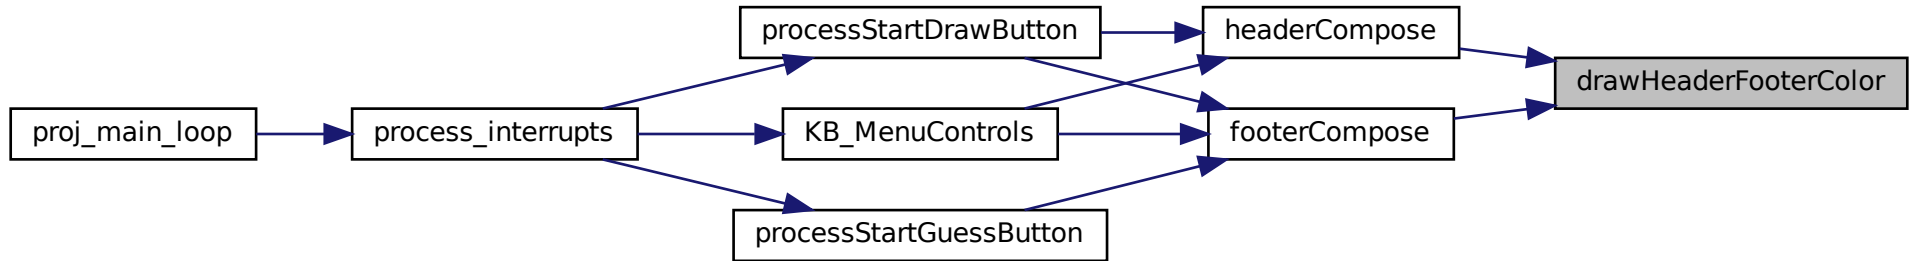 processStartDrawButton
headerCompose
drawHeaderFooterColor
proj_main_loop
process_interrupts
KB_MenuControls
footerCompose
processStartGuessButton